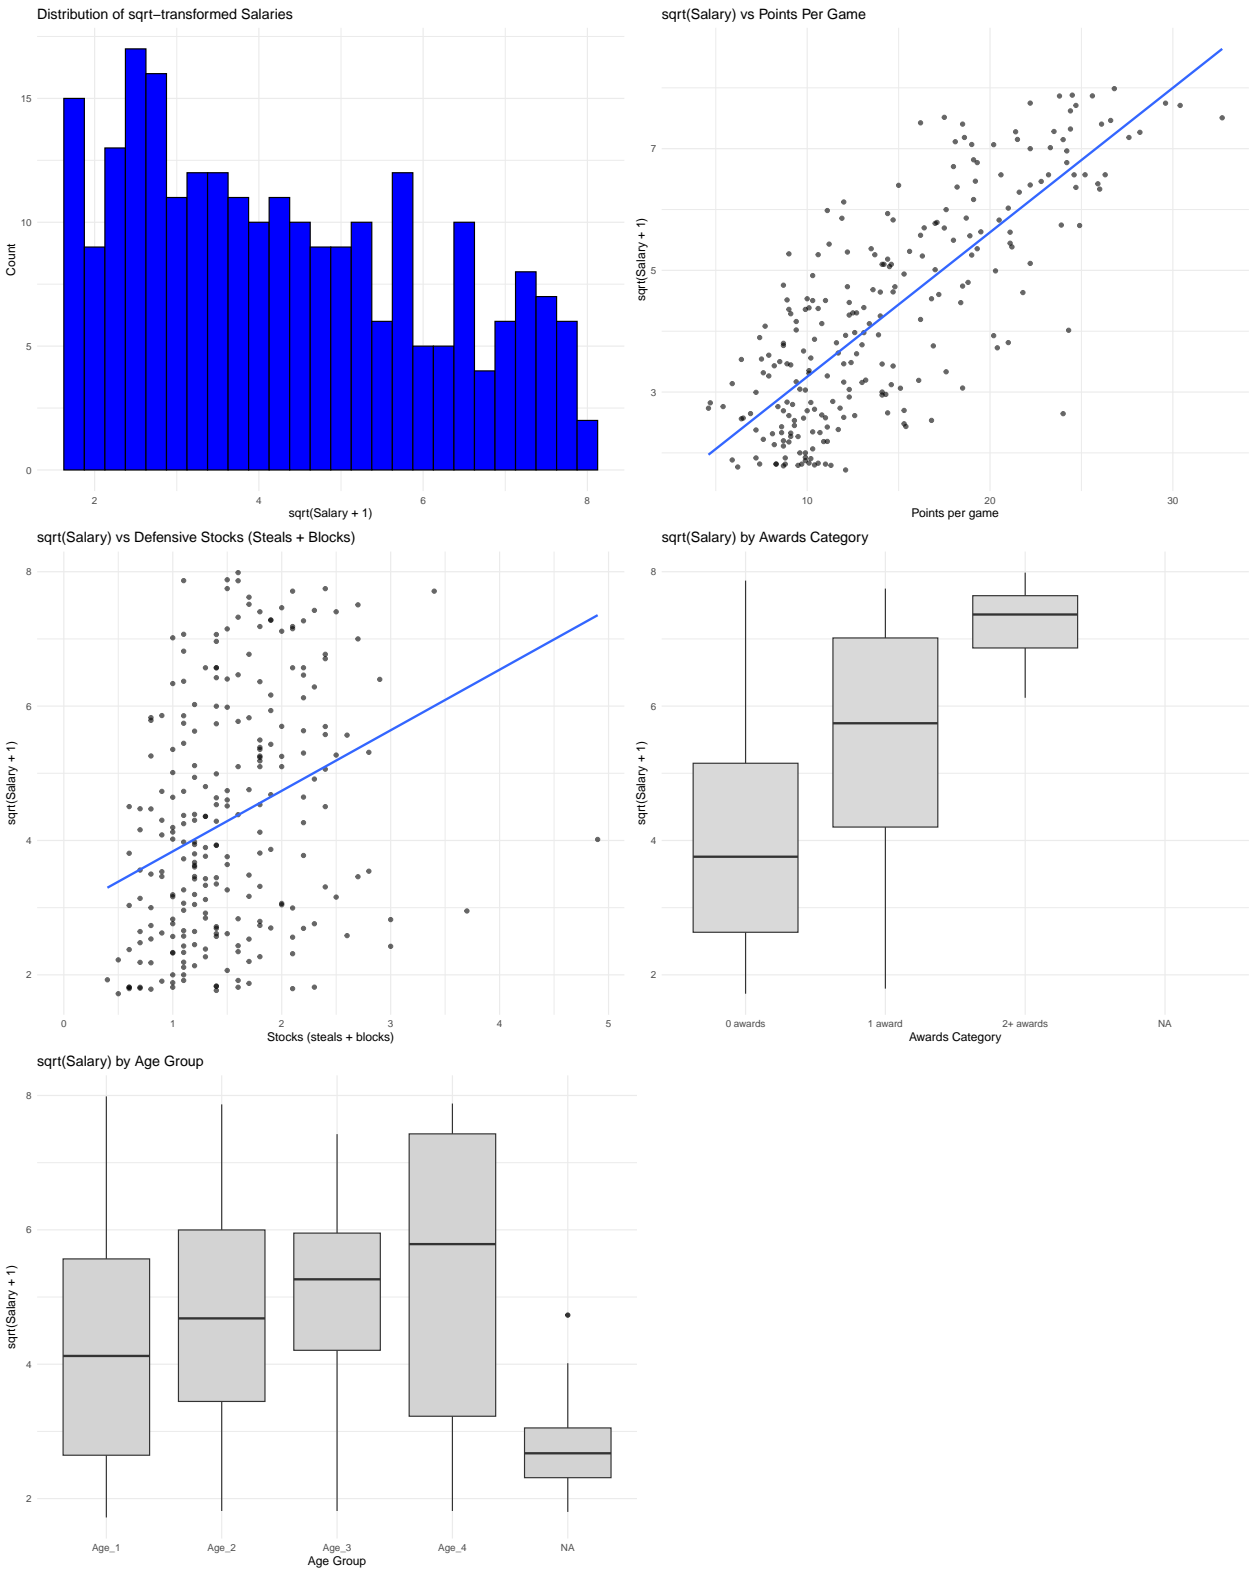 Distribution of sqrt−transformed Salaries
Count
15
10
5
0
2 4 6 8
sqrt(Salary + 1)
sqrt(Salary) vs Points Per Game
sqrt(Salary + 1)
7
5
3
10 20 30
Points per game
sqrt(Salary) vs Defensive Stocks (Steals + Blocks)
sqrt(Salary + 1)
8
6
4
2
0 1 2 3 4 5
Stocks (steals + blocks)
sqrt(Salary) by Awards Category
sqrt(Salary + 1)
8
6
4
2
0 awards 1 award 2+ awards NA
Awards Category
sqrt(Salary) by Age Group
sqrt(Salary + 1)
8
6
4
2
Age_1 Age_2 Age_3 Age_4 NA
Age Group